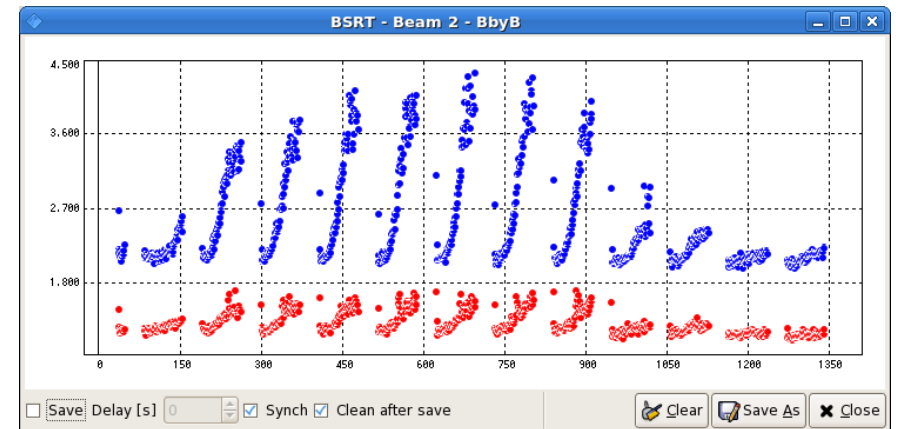 BSRT - Beam 2 - BbyB
4.500
3.600
2.700
1.800
0 150 300 450 600 750 900 1050 1200 1350
Save Delay [s] 0 Synch Clean after save Clear Save As Close